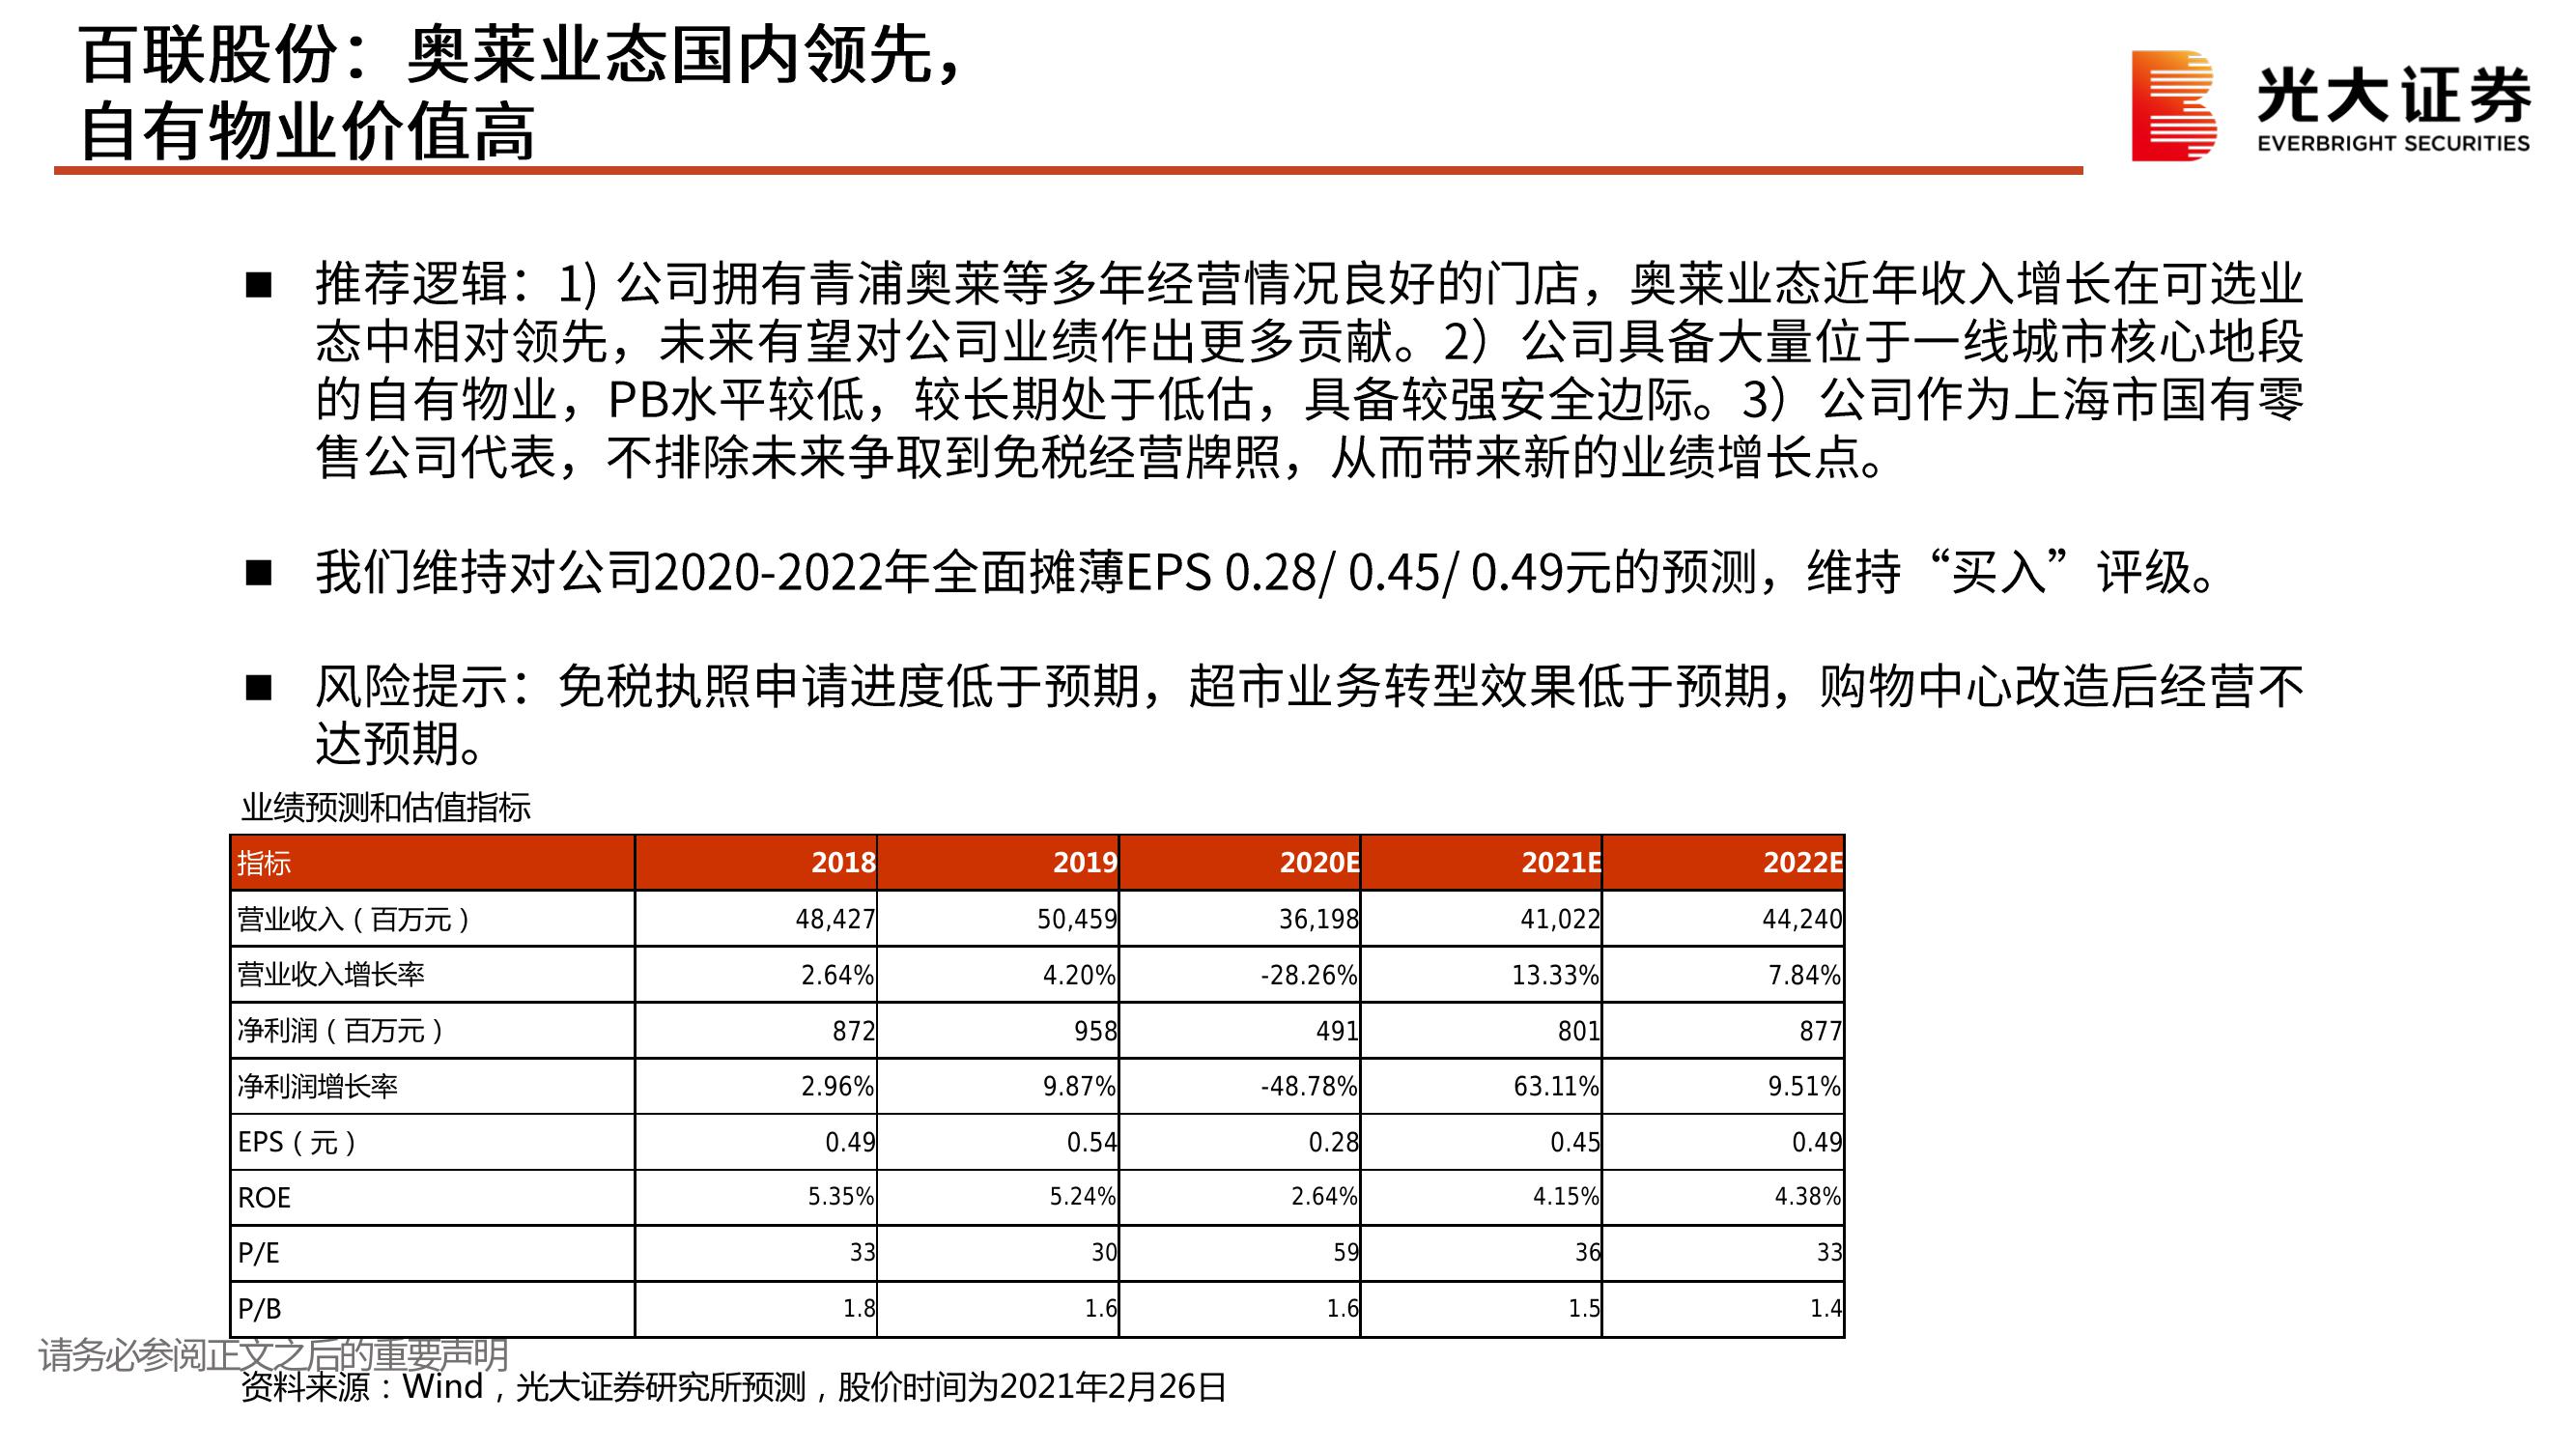 百联股份：奥莱业态国内领先，
自有物业价值高
光大证券
EVERBRIGHT SECURITIES
■ 推荐逻辑：1) 公司拥有青浦奥莱等多年经营情况良好的门店，奥莱业态近年收入增长在可选业
态中相对领先，未来有望对公司业绩作出更多贡献。2）公司具备大量位于一线城市核心地段
的自有物业，PB水平较低，较长期处于低估，具备较强安全边际。3）公司作为上海市国有零
售公司代表，不排除未来争取到免税经营牌照，从而带来新的业绩增长点。
■ 我们维持对公司2020-2022年全面摊薄EPS 0.28/ 0.45/ 0.49元的预测，维持“买入”评级。
■ 风险提示：免税执照申请进度低于预期，超市业务转型效果低于预期，购物中心改造后经营不
达预期。
业绩预测和估值指标
指标 2018 2019 2020E 2021E 2022E
营业收入（百万元） 48,427 50,459 36,198 41,022 44,240
营业收入增长率 2.64% 4.20% -28.26% 13.33% 7.84%
净利润（百万元） 872 958 491 801 877
净利润增长率 2.96% 9.87% -48.78% 63.11% 9.51%
EPS（元） 0.49 0.54 0.28 0.45 0.49
ROE 5.35% 5.24% 2.64% 4.15% 4.38%
P/E 33 30 59 36 33
P/B 1.8 1.6 1.6 1.5 1.4
请务必参阅正文之后的重要声明
资料来源：Wind，光大证券研究所预测，股价时间为2021年2月26日